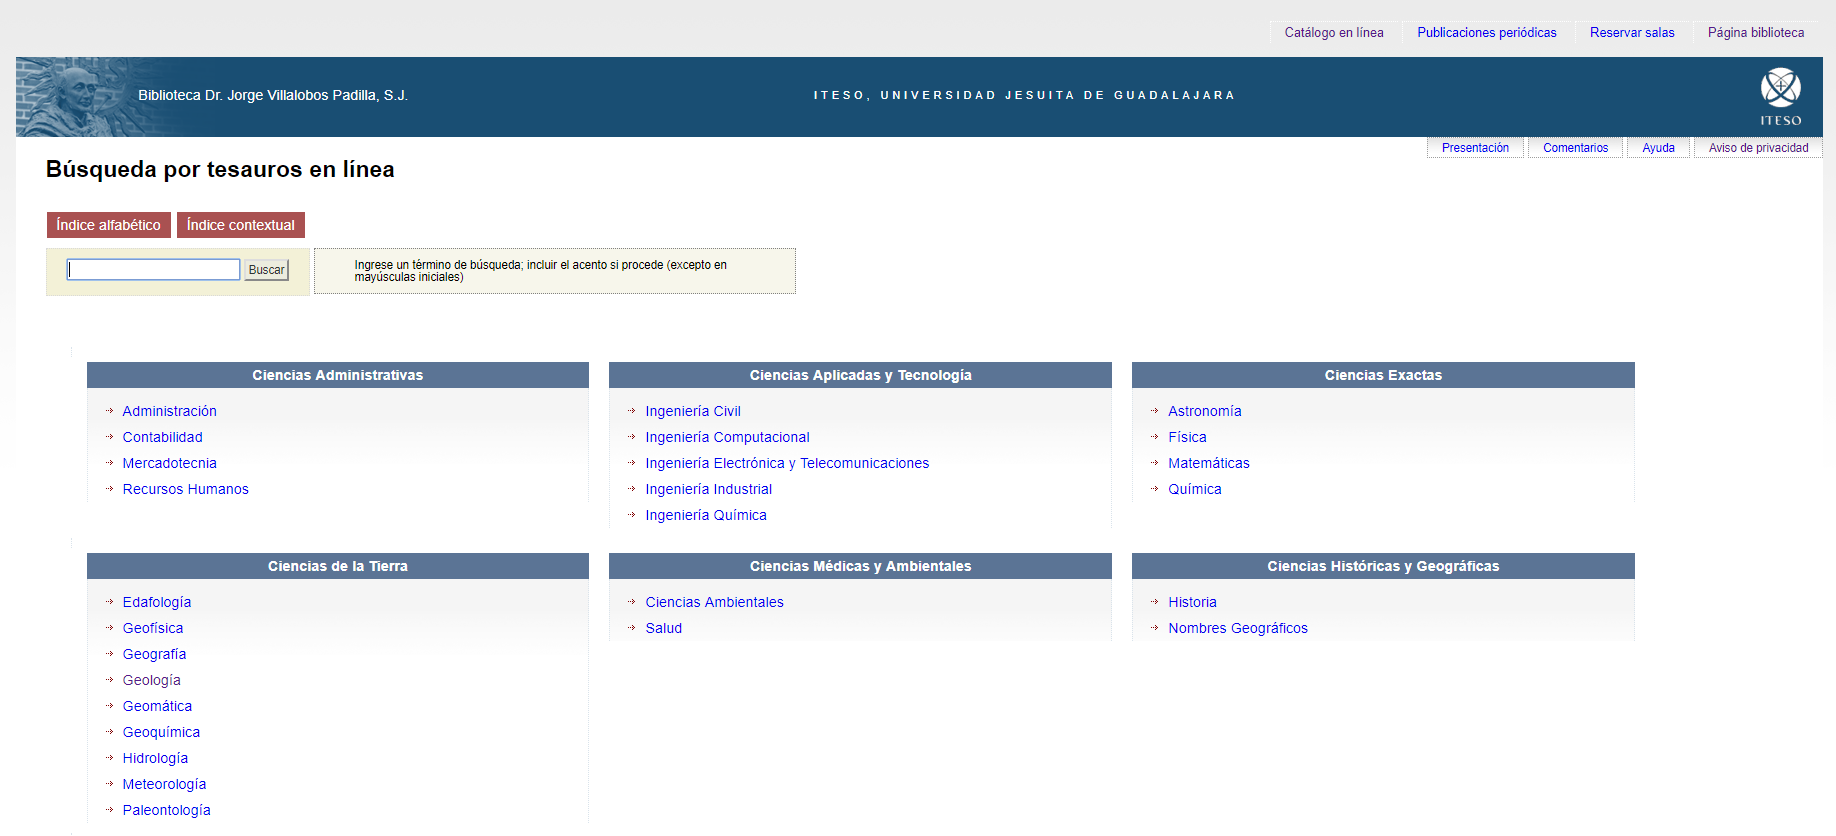 Catálogo en línea
Publicaciones periódicas
Reservar salas
Página biblioteca
Biblioteca Dr. Jorge Villalobos Padilla, S.J.
ITESO, UNIVERSIDAD JESUITA DE GUADALAJARA
ITESO
Presentación
Comentarios
Ayuda
Aviso de privacidad
Búsqueda por tesauros en línea
Índice alfabético
Índice contextual
Buscar
Ingrese un término de búsqueda; incluir el acento si procede (excepto en
mayúsculas iniciales)
Ciencias Administrativas
Administración
Contabilidad
Mercadotecnia
Recursos Humanos
Ciencias Aplicadas y Tecnología
Ingeniería Civil
Ingeniería Computacional
Ingeniería Electrónica y Telecomunicaciones
Ingeniería Industrial
Ingeniería Química
Ciencias Exactas
Astronomía
Física
Matemáticas
Química
Ciencias de la Tierra
Edafología
Geofísica
Geografía
Geología
Geomática
Geoquímica
Hidrología
Meteorología
Paleontología
Ciencias Médicas y Ambientales
Ciencias Ambientales
Salud
Ciencias Históricas y Geográficas
Historia
Nombres Geográficos